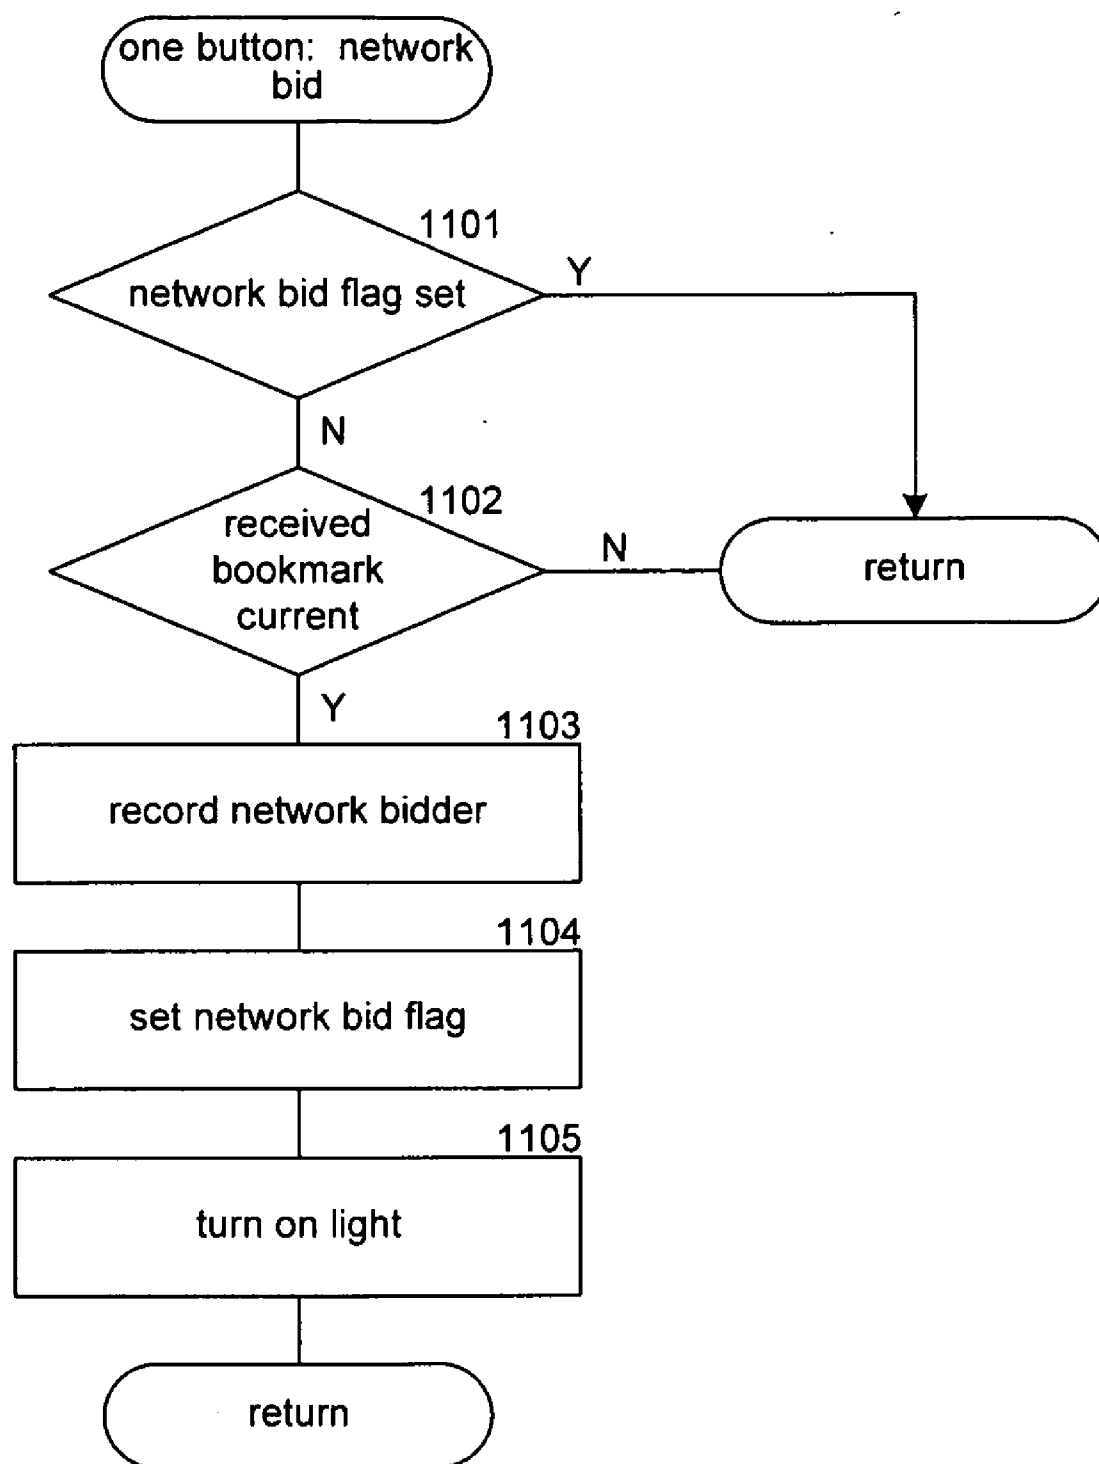 one button: network
bid
1101
network bid flag set
Y
N
1102
received
bookmark
current
N
return
Y
1103
record network bidder
1104
set network bid flag
1105
turn on light
return